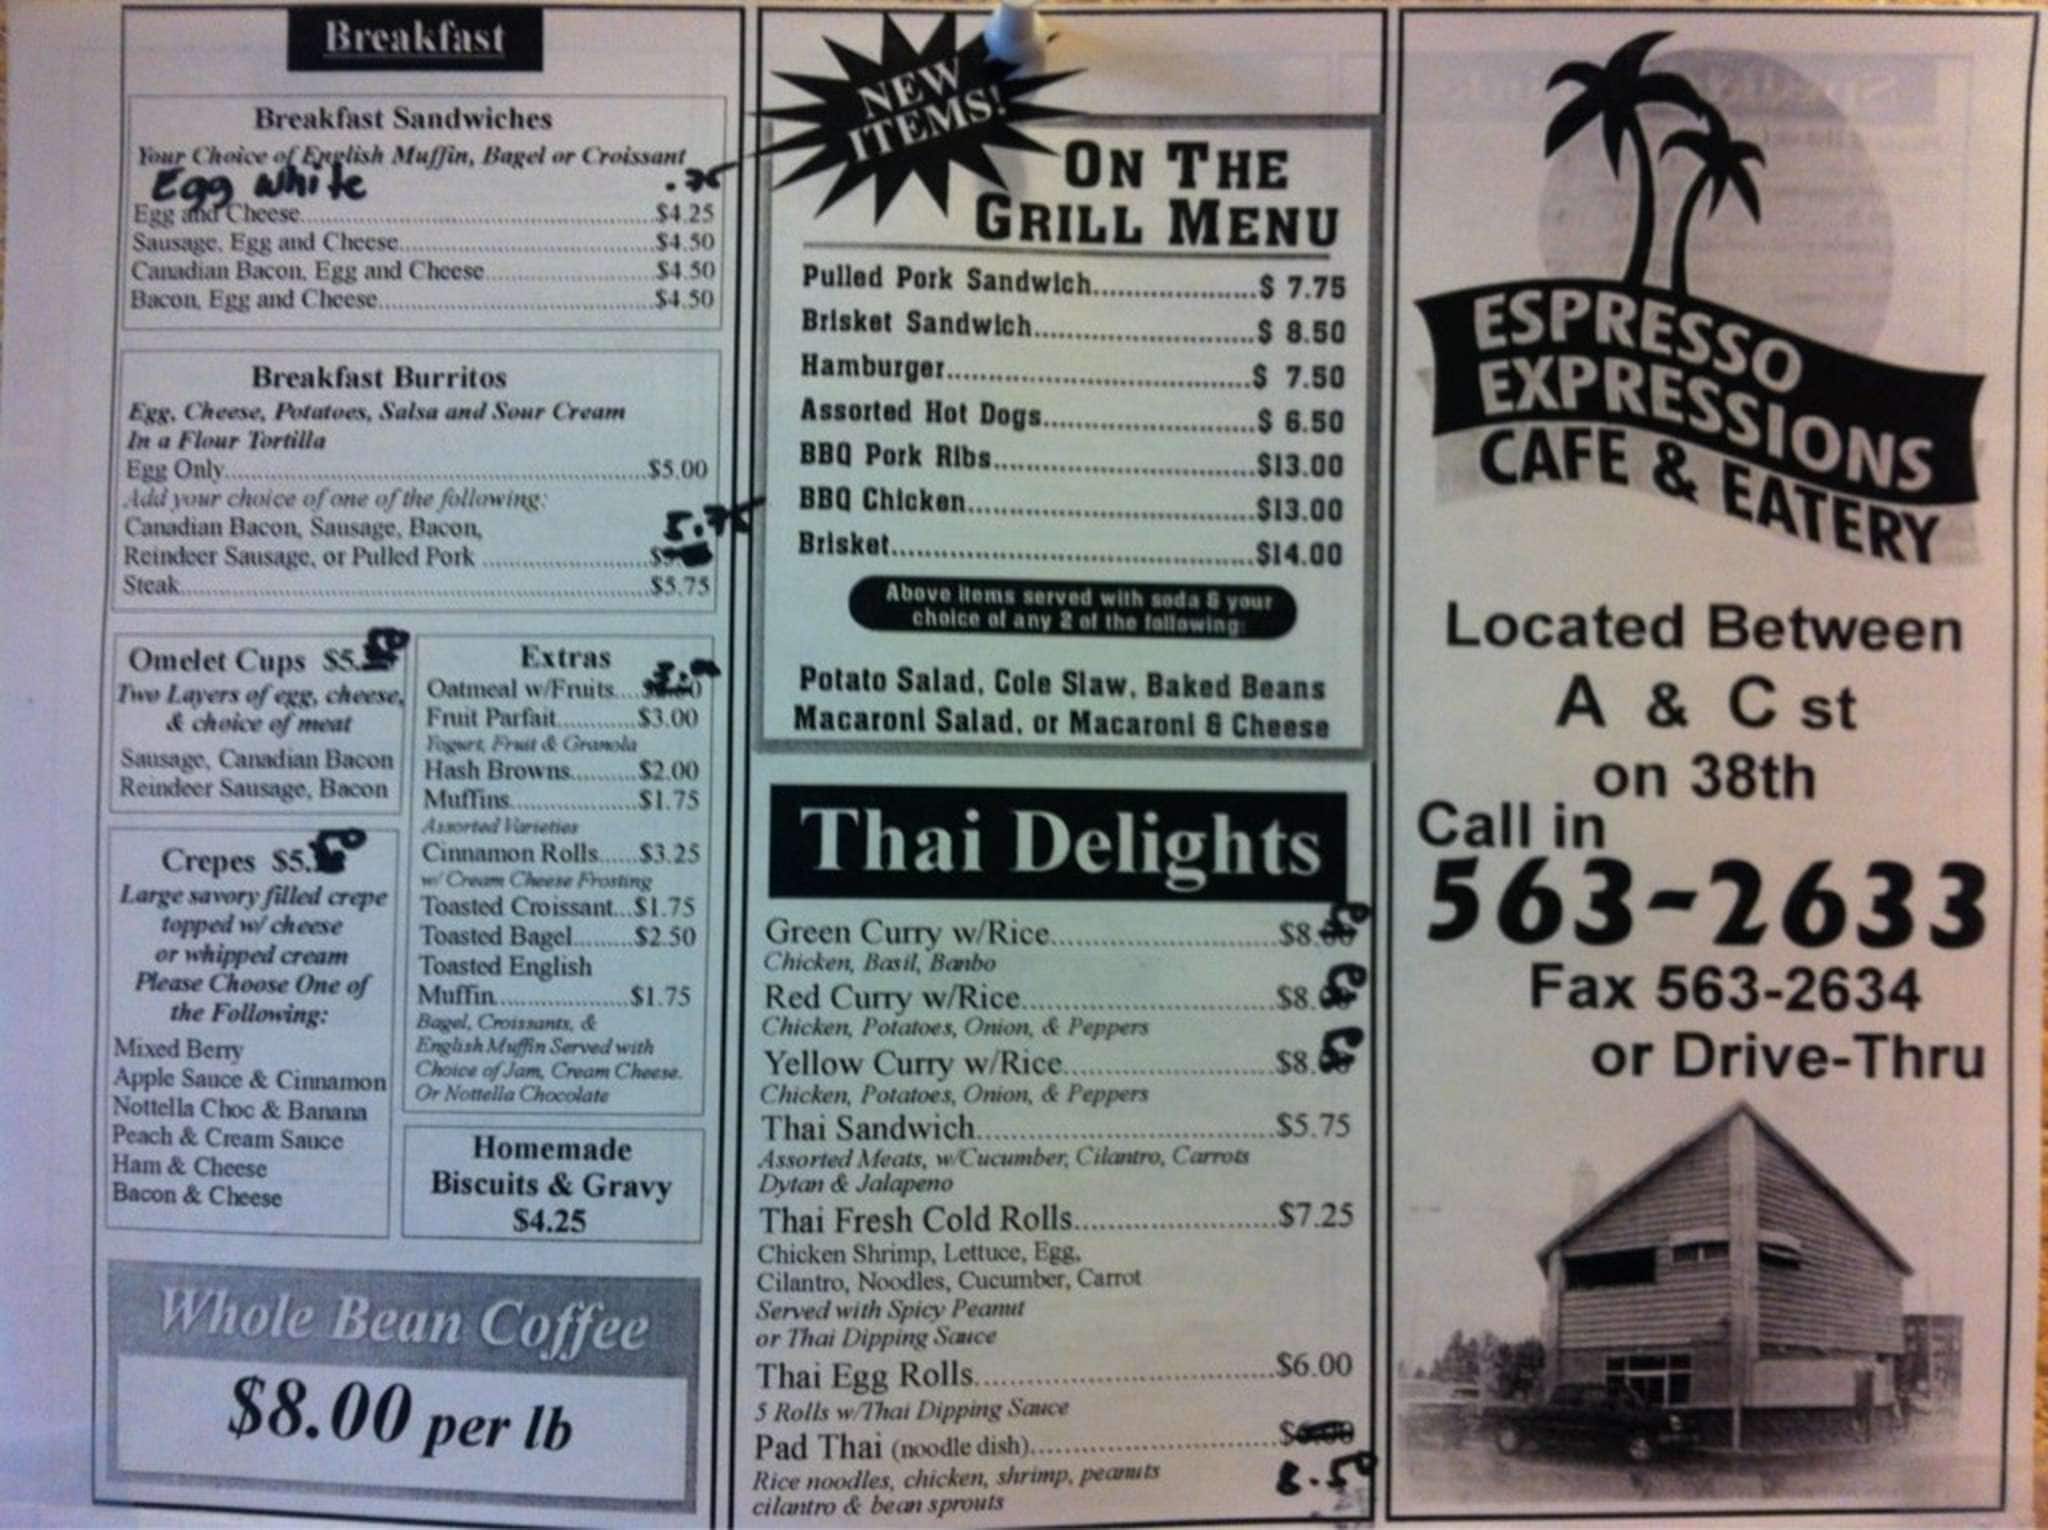 Breakfast
Breakfast Sandwiches
Your Choice of English Muffin, Bagel or Croissant
Egg White .75
Egg and Cheese $4.25
Sausage, Egg and Cheese $4.50
Canadian Bacon, Egg and Cheese $4.50
Bacon, Egg and Cheese $4.50
Breakfast Burritos
Egg, Cheese, Potatoes, Salsa and Sour Cream
In a Flour Tortilla
Egg Only $5.00
Add your choice of one of the following:
Canadian Bacon, Sausage, Bacon,
5.75
Reindeer Sausage, or Pulled Pork
Steak $5.75
Omelet Cups $5.50
Two Layers of egg, cheese,
& choice of meat
Sausage, Canadian Bacon
Reindeer Sausage, Bacon
Crepes $5.50
Large savory filled crepe
topped w/ cheese
or whipped cream
Please Choose One of
the Following:
Mixed Berry
Apple Sauce & Cinnamon
Nottella Choc & Banana
Peach & Cream Sauce
Ham & Cheese
Bacon & Cheese
Extras
Oatmeal w/Fruits
Fruit Parfait $3.00
Yogurt, Fruit & Granola
Hash Browns $2.00
Muffins $1.75
Assorted Varieties
Cinnamon Rolls $3.25
w/ Cream Cheese Frosting
Toasted Croissant $1.75
Toasted Bagel $2.50
Toasted English
Muffin $1.75
Bagel, Croissants, &
English Muffin Served with
Choice of Jam, Cream Cheese.
Or Nottella Chocolate
Homemade
Biscuits & Gravy
$4.25
Whole Bean Coffee
$8.00 per lb
NEW
ITEMS!
ON THE
GRILL MENU
Pulled Pork Sandwich $ 7.75
Brisket Sandwich $ 8.50
Hamburger $ 7.50
Assorted Hot Dogs $ 6.50
BBQ Pork Ribs $13.00
BBQ Chicken $13.00
Brisket $14.00
Above items served with soda & your
choice of any 2 of the following:
Potato Salad, Cole Slaw, Baked Beans
Macaroni Salad, or Macaroni & Cheese
Thai Delights
Green Curry w/Rice
Chicken, Basil, Banbo
Red Curry w/Rice
Chicken, Potatoes, Onion, & Peppers
Yellow Curry w/Rice
Chicken, Potatoes, Onion, & Peppers
Thai Sandwich $5.75
Assorted Meats, w/Cucumber, Cilantro, Carrots
Dytan & Jalapeno
Thai Fresh Cold Rolls $7.25
Chicken Shrimp, Lettuce, Egg,
Cilantro, Noodles, Cucumber, Carrot
Served with Spicy Peanut
or Thai Dipping Sauce
Thai Egg Rolls $6.00
5 Rolls w/Thai Dipping Sauce
Pad Thai (noodle dish)
Rice noodles, chicken, shrimp, peanuts 8.50
cilantro & bean sprouts
ESPRESSO
EXPRESSIONS
CAFE & EATERY
Located Between
A & C st
on 38th
Call in
563-2633
Fax 563-2634
or Drive-Thru